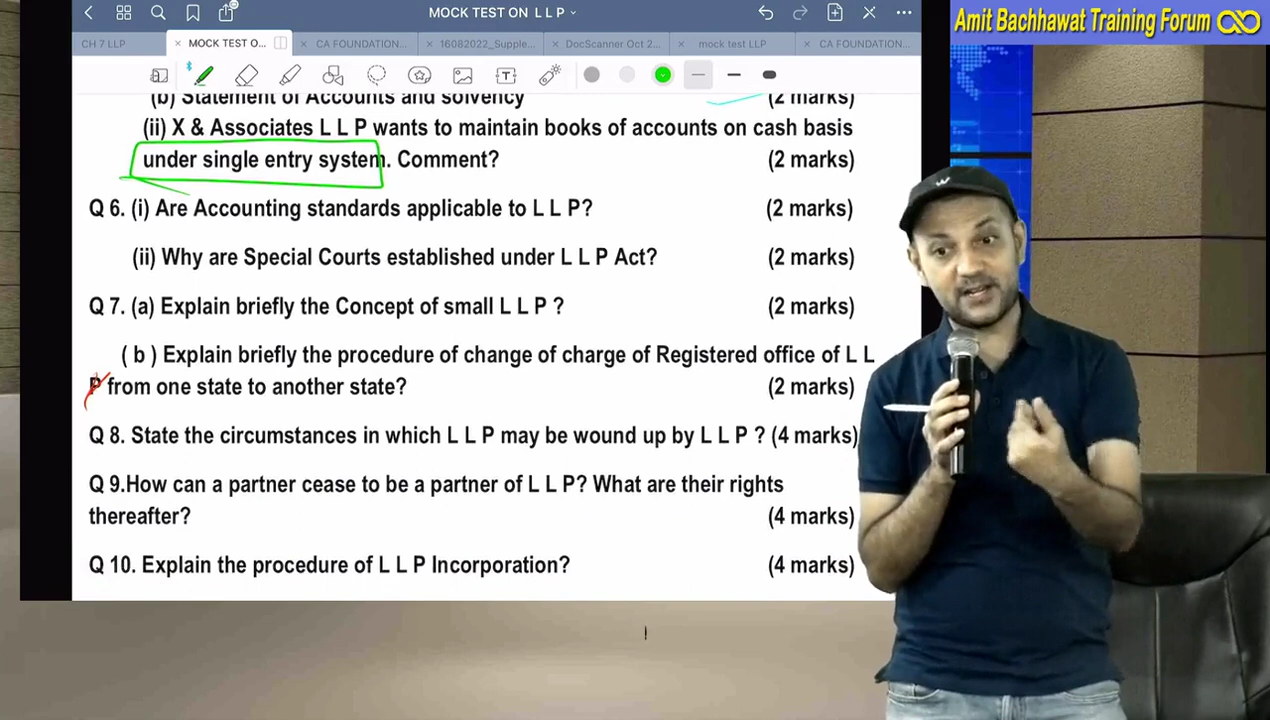 MOCK TEST ON L L P
Amit Bachhawat Training Forum
CH 7 LLP
MOCK TEST O...
CA FOUNDATION...
16082022_Supple...
DocScanner Oct 2...
mock test LLP
CA FOUNDATION...
(b) Statement of Accounts and solvency (2 marks)
(ii) X & Associates L L P wants to maintain books of accounts on cash basis
under single entry system. Comment? (2 marks)
Q 6. (i) Are Accounting standards applicable to L L P? (2 marks)
(ii) Why are Special Courts established under L L P Act? (2 marks)
Q 7. (a) Explain briefly the Concept of small L L P ? (2 marks)
( b ) Explain briefly the procedure of change of charge of Registered office of L L
P from one state to another state? (2 marks)
Q 8. State the circumstances in which L L P may be wound up by L L P ? (4 marks)
Q 9.How can a partner cease to be a partner of L L P? What are their rights
thereafter? (4 marks)
Q 10. Explain the procedure of L L P Incorporation? (4 marks)